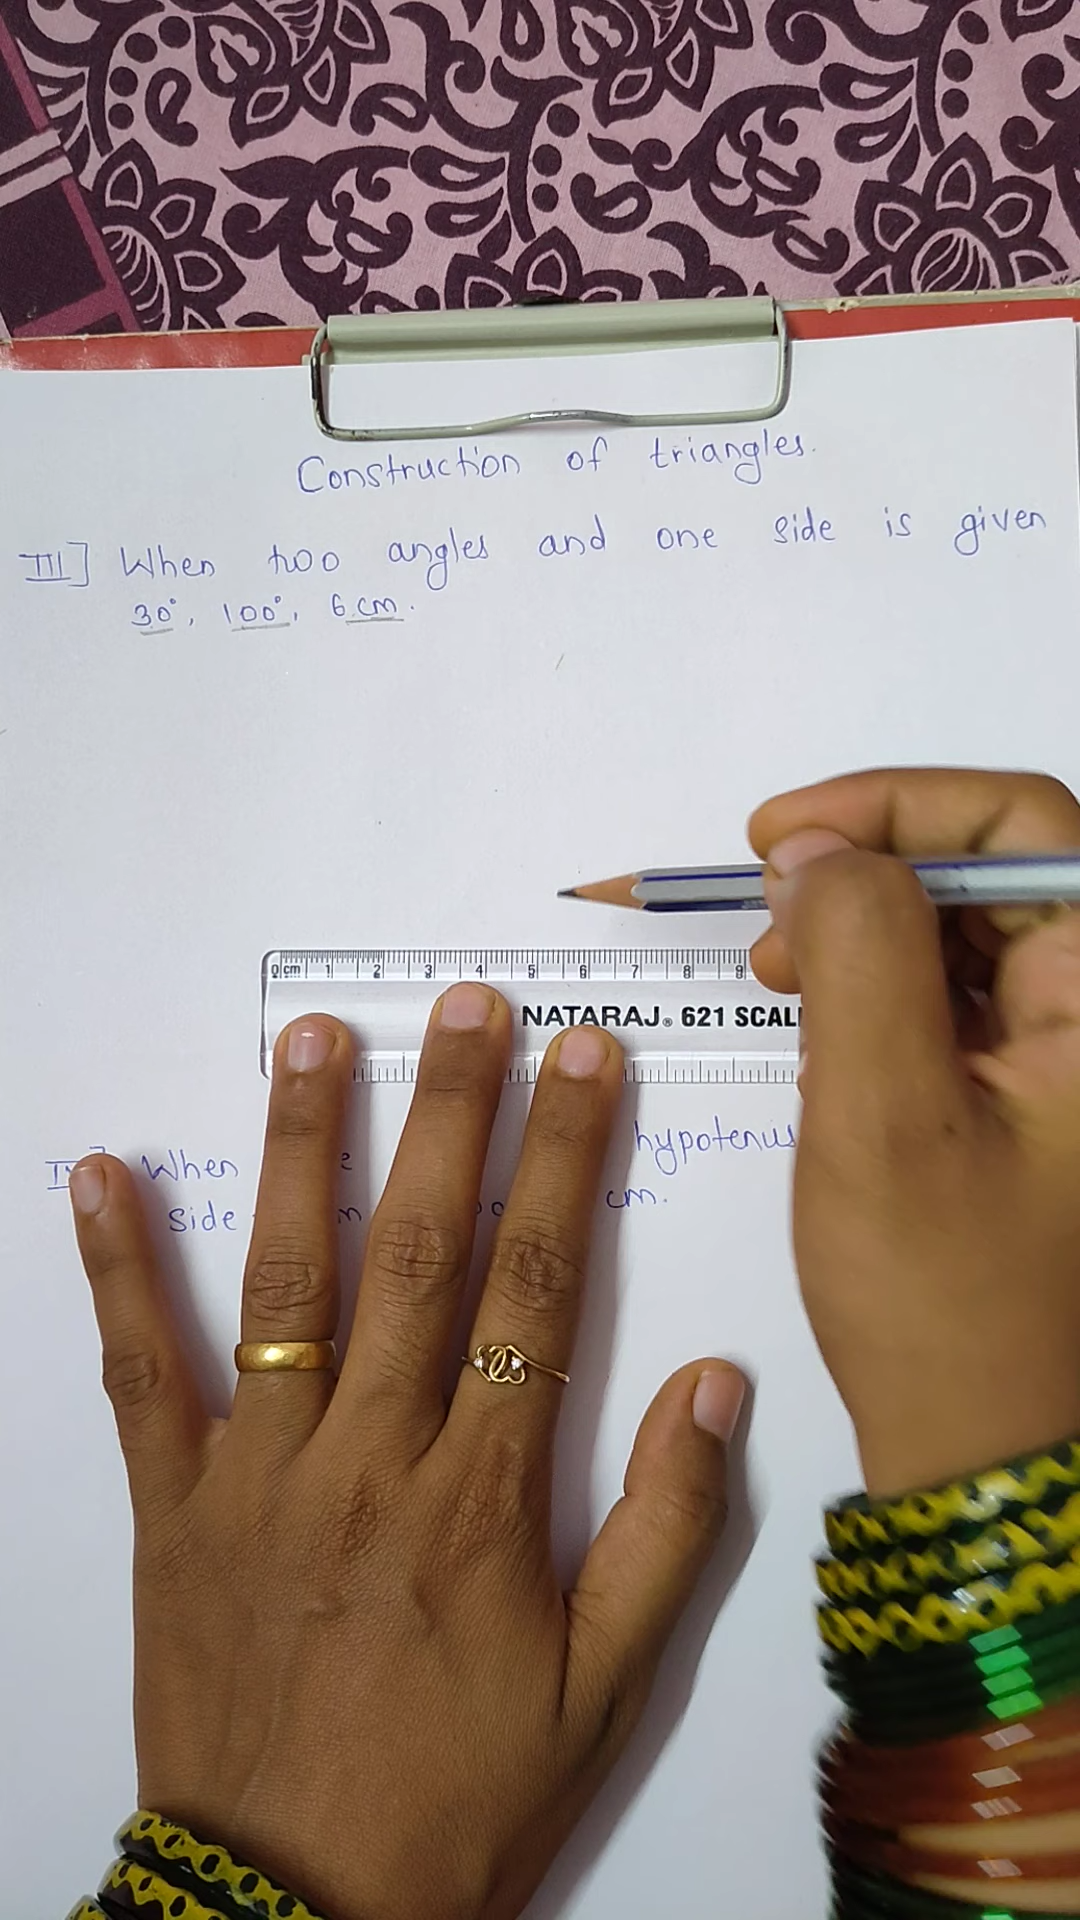 Construction of triangles.
III] When two angles and one side is given
30°, 100°, 6 cm.
0 cm 1 2 3 4 5 6 7 8 9
NATARAJ® 621 SCAL
When
side cm.